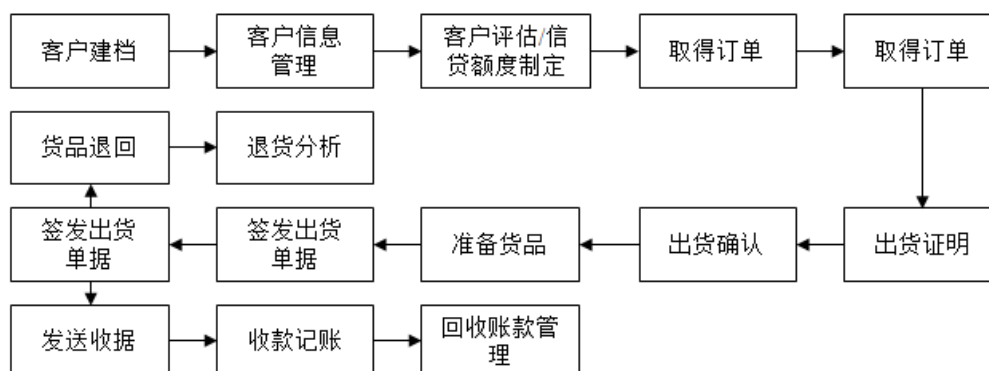 客户建档
客户信息
管理
客户评估/信
贷额度制定
取得订单
取得订单
货品退回
退货分析
签发出货
单据
签发出货
单据
准备货品
出货确认
出货证明
发送收据
收款记账
回收账款管
理